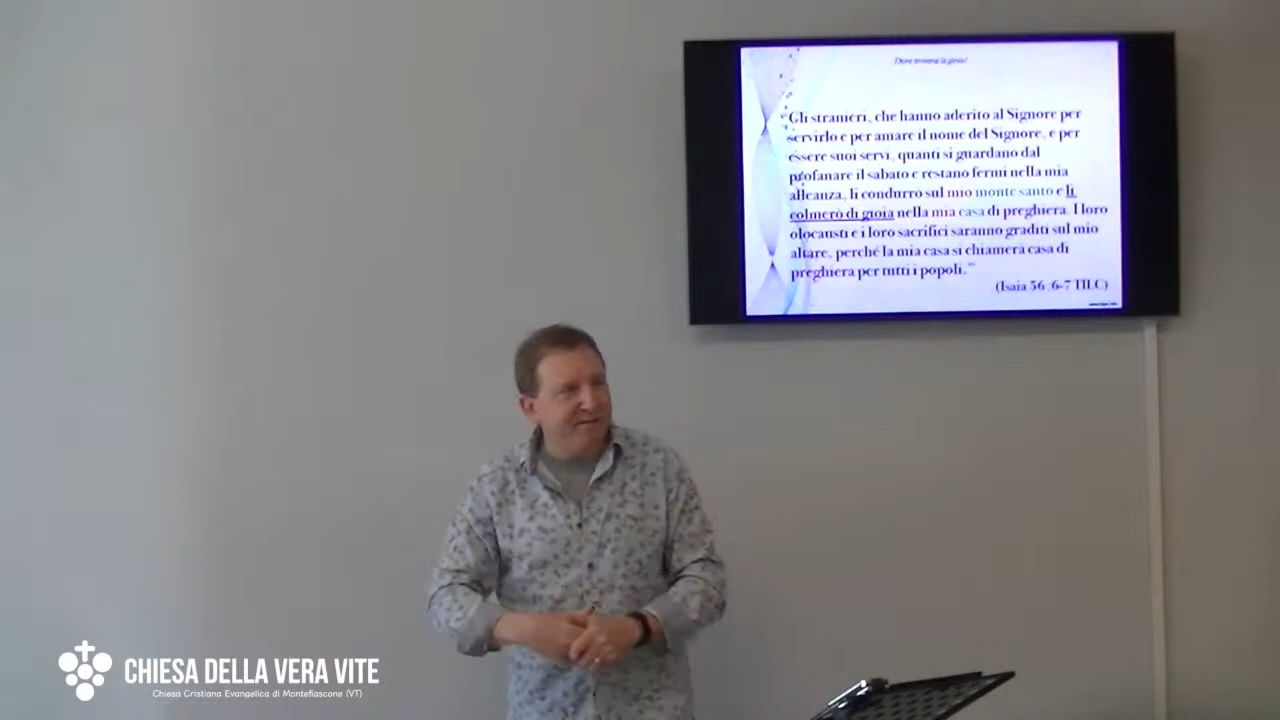 Dove troverai la gioia?
"Gli stranieri, che hanno aderito al Signore per
servirlo e per amare il nome del Signore, e per
essere suoi servi, quanti si guardano dal
profanare il sabato e restano fermi nella mia
alleanza, li condurrò sul mio monte santo e li
colmerò di gioia nella mia casa di preghiera. I loro
olocausti e i loro sacrifici saranno graditi sul mio
altare, perché la mia casa si chiamerà casa di
preghiera per tutti i popoli."
(Isaia 56:6-7 TILC)
CHIESA DELLA VERA VITE
Chiesa Cristiana Evangelica di Montefiascone (VT)